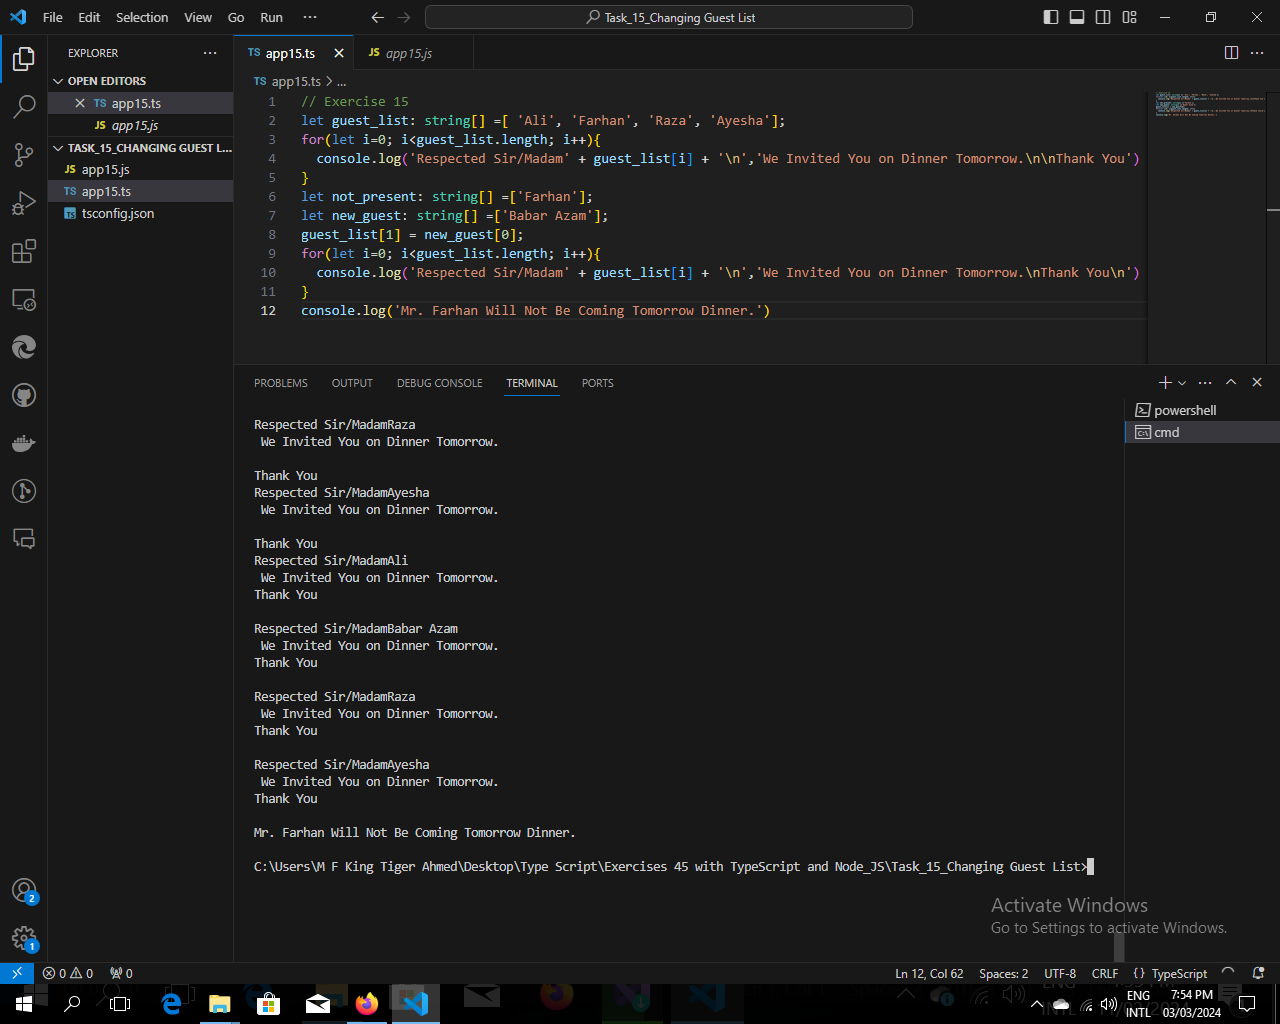 File Edit Selection View Go Run ··· Task_15_Changing Guest List
EXPLORER ···
OPEN EDITORS
TS app15.ts
JS app15.js
TASK_15_CHANGING GUEST L...
JS app15.js
TS app15.ts
TS tsconfig.json
2
1
TS app15.ts JS app15.js ···
TS app15.ts > ...
1 // Exercise 15
2 let guest_list: string[] =[ 'Ali', 'Farhan', 'Raza', 'Ayesha'];
3 for(let i=0; i<guest_list.length; i++){
4 console.log('Respected Sir/Madam' + guest_list[i] + '\n','We Invited You on Dinner Tomorrow.\n\nThank You')
5 }
6 let not_present: string[] =['Farhan'];
7 let new_guest: string[] =['Babar Azam'];
8 guest_list[1] = new_guest[0];
9 for(let i=0; i<guest_list.length; i++){
10 console.log('Respected Sir/Madam' + guest_list[i] + '\n','We Invited You on Dinner Tomorrow.\nThank You\n')
11 }
12 console.log('Mr. Farhan Will Not Be Coming Tomorrow Dinner.')
PROBLEMS OUTPUT DEBUG CONSOLE TERMINAL PORTS ···
powershell
cmd
Respected Sir/MadamRaza
We Invited You on Dinner Tomorrow.
Thank You
Respected Sir/MadamAyesha
We Invited You on Dinner Tomorrow.
Thank You
Respected Sir/MadamAli
We Invited You on Dinner Tomorrow.
Thank You
Respected Sir/MadamBabar Azam
We Invited You on Dinner Tomorrow.
Thank You
Respected Sir/MadamRaza
We Invited You on Dinner Tomorrow.
Thank You
Respected Sir/MadamAyesha
We Invited You on Dinner Tomorrow.
Thank You
Mr. Farhan Will Not Be Coming Tomorrow Dinner.
C:\Users\M F King Tiger Ahmed\Desktop\Type Script\Exercises 45 with TypeScript and Node_JS\Task_15_Changing Guest List>
Activate Windows
Go to Settings to activate Windows.
0 0 0 Ln 12, Col 62 Spaces: 2 UTF-8 CRLF { } TypeScript
ENG 7:54 PM
INTL 03/03/2024